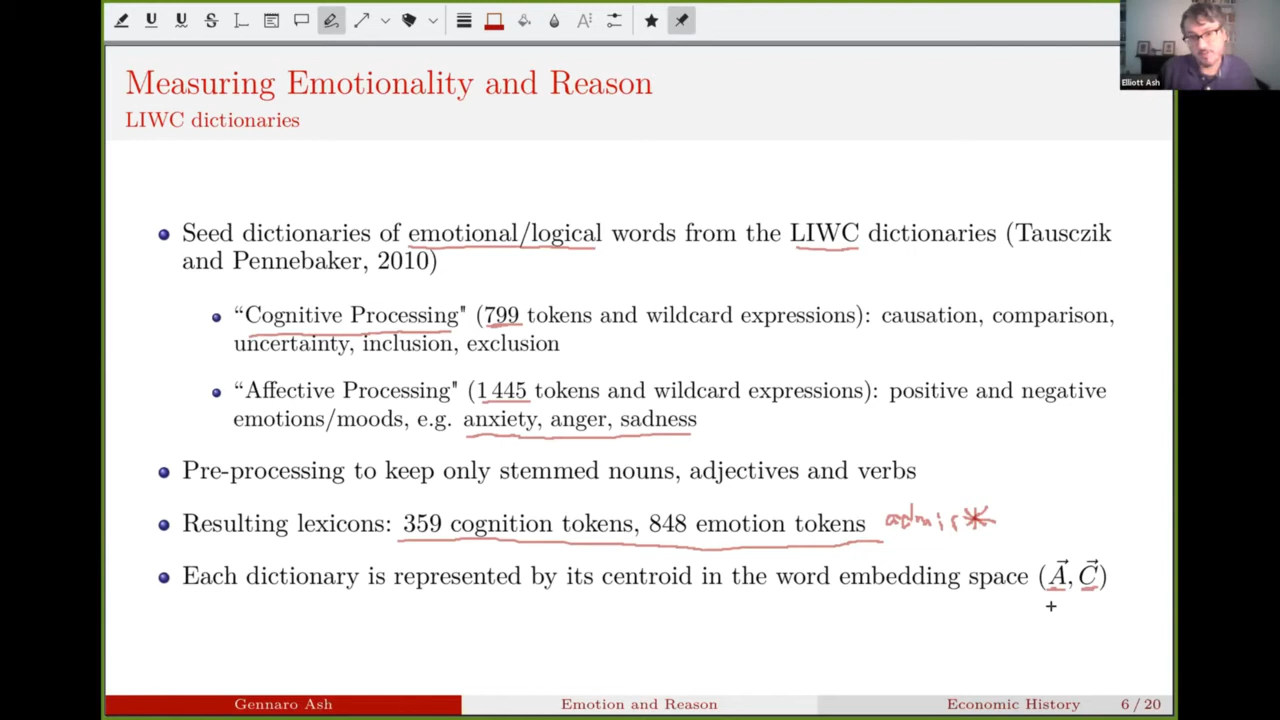 Elliott Ash
Measuring Emotionality and Reason
LIWC dictionaries
Seed dictionaries of emotional/logical words from the LIWC dictionaries (Tausczik
and Pennebaker, 2010)
“Cognitive Processing" (799 tokens and wildcard expressions): causation, comparison,
uncertainty, inclusion, exclusion
“Affective Processing" (1 445 tokens and wildcard expressions): positive and negative
emotions/moods, e.g. anxiety, anger, sadness
Pre-processing to keep only stemmed nouns, adjectives and verbs
Resulting lexicons: 359 cognition tokens, 848 emotion tokens admir*
Each dictionary is represented by its centroid in the word embedding space (A⃗, C⃗)
Gennaro Ash Emotion and Reason Economic History 6 / 20